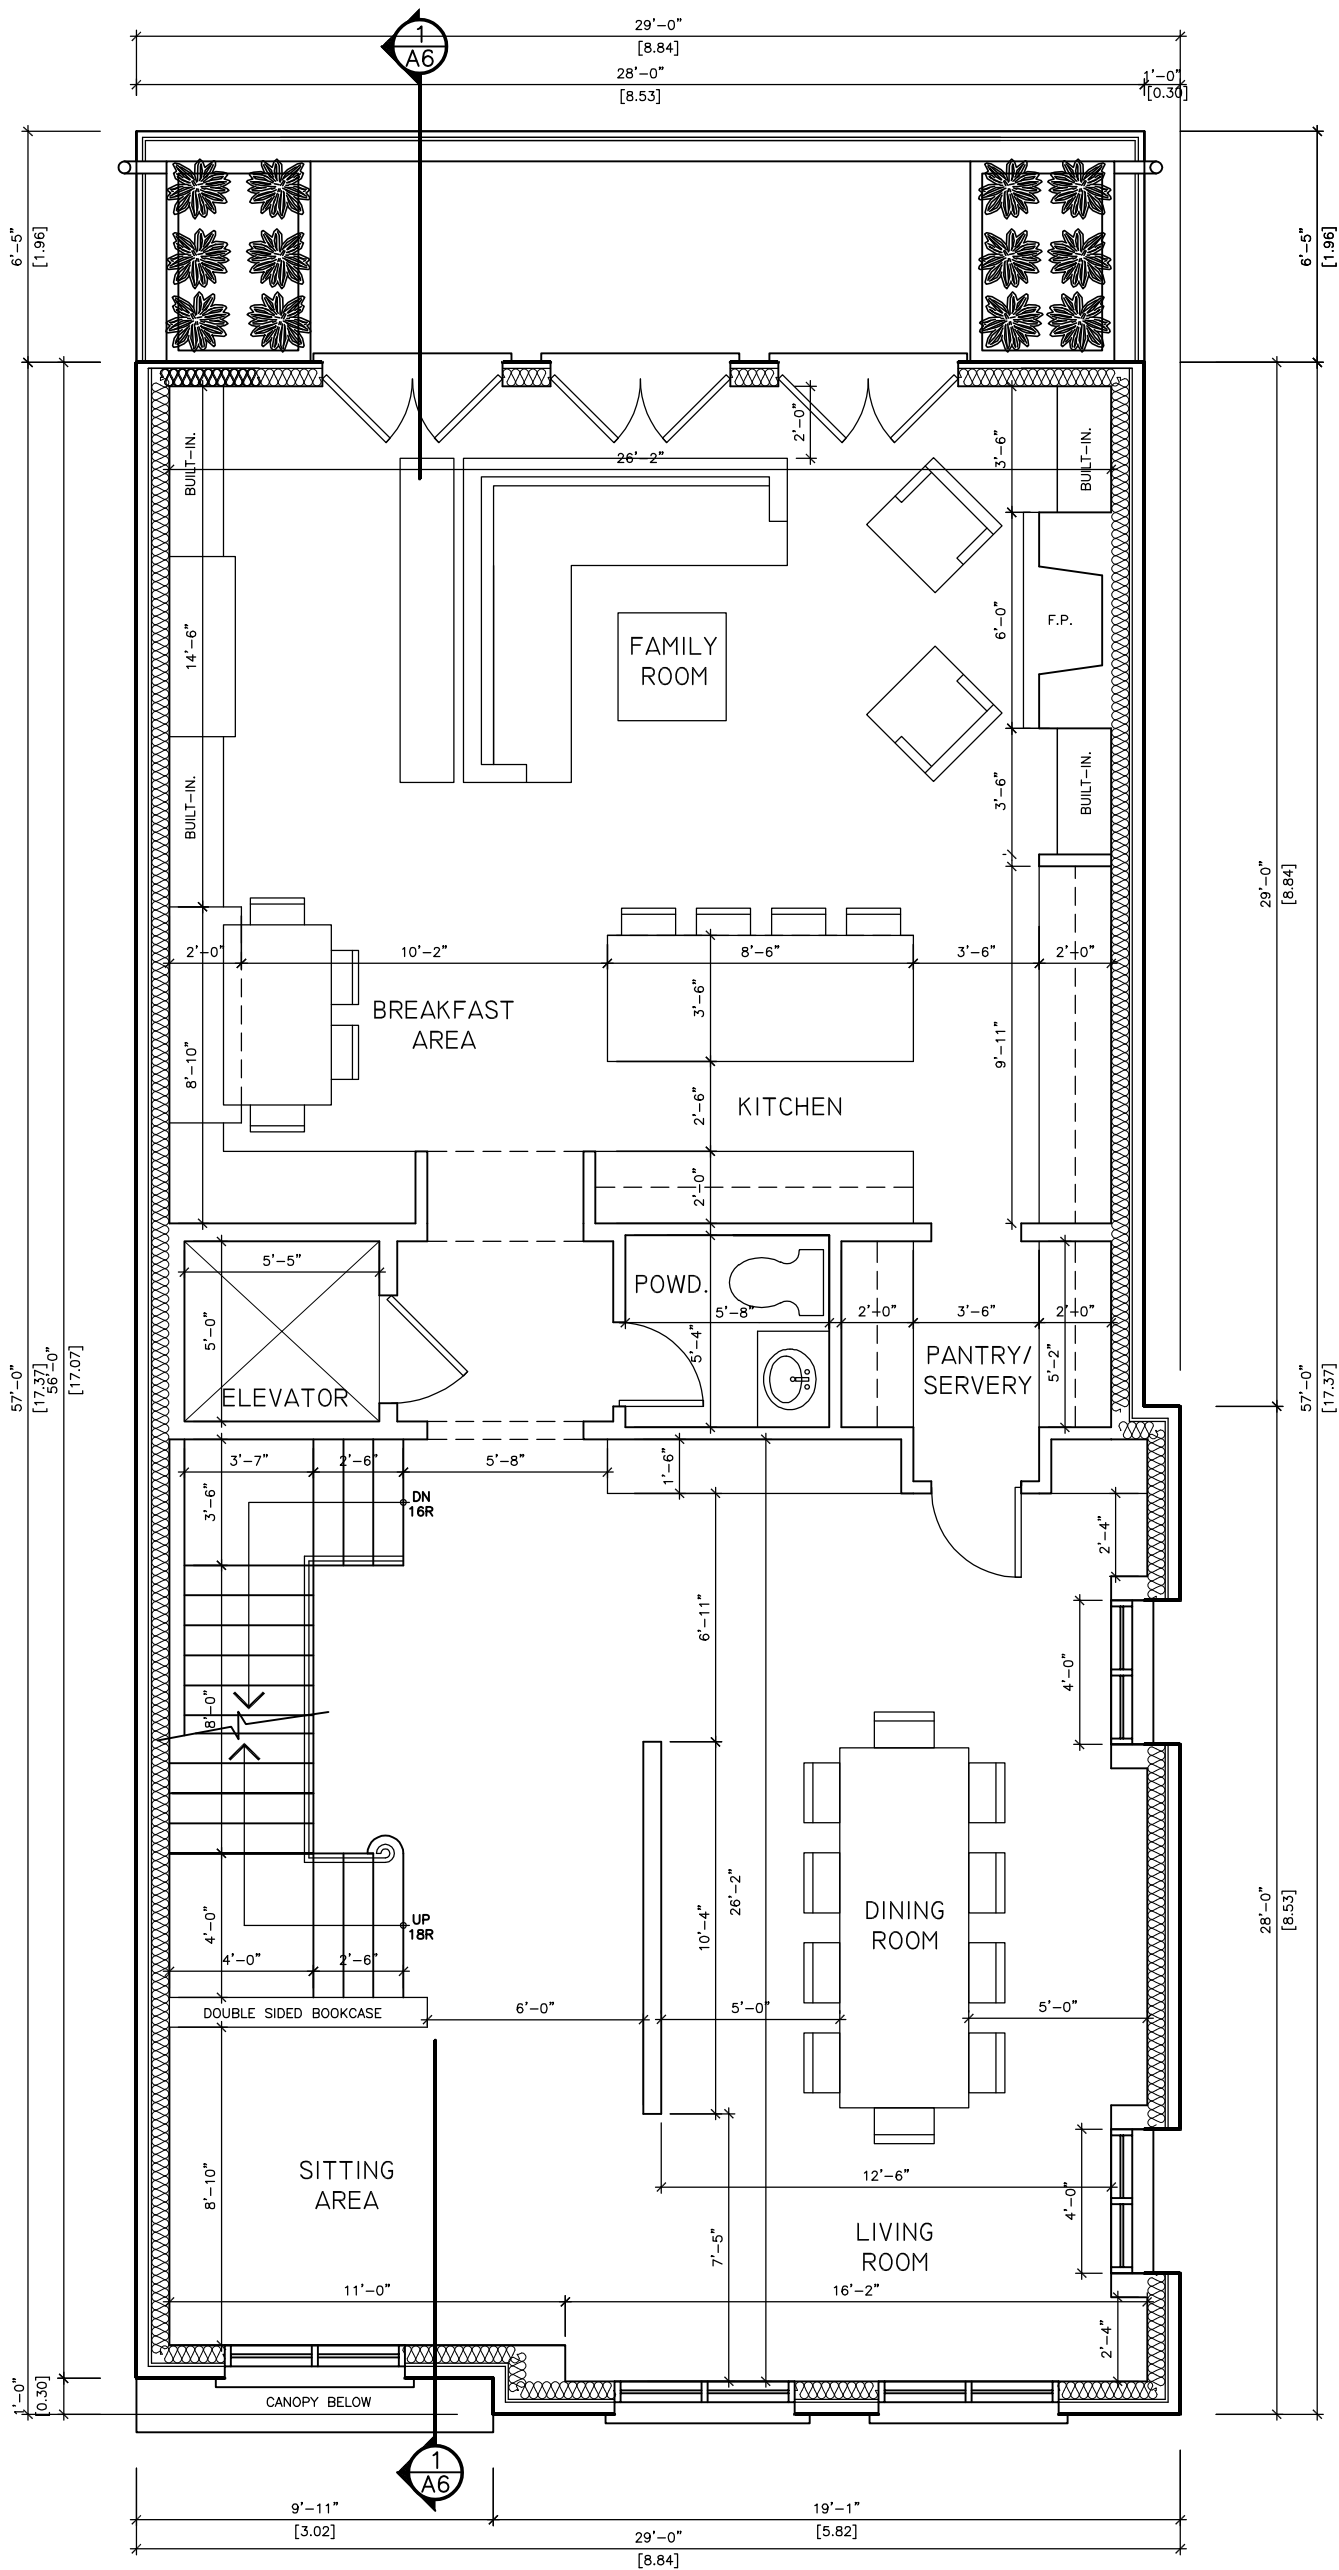 29'-0"
[8.84]
1
A6
28'-0"
[8.53]
1'-0"
[0.30]
6'-5"
[1.96]
6'-5"
[1.96]
2'-0"
26'-2"
BUILT-IN.
3'-6"
BUILT-IN.
14'-6"
FAMILY
ROOM
6'-0"
F.P.
BUILT-IN.
3'-6"
BUILT-IN.
29'-0"
[8.84]
2'-0"
10'-2"
8'-6"
3'-6"
2'-0"
3'-6"
BREAKFAST
AREA
8'-10"
9'-11"
2'-6"
KITCHEN
2'-0"
5'-5"
POWD.
5'-8"
2'-0"
3'-6"
2'-0"
5'-0"
5'-4"
PANTRY/
SERVERY
5'-2"
ELEVATOR
57'-0"
[17.37]
56'-0"
[17.07]
57'-0"
[17.37]
3'-7"
2'-6"
5'-8"
1'-6"
3'-6"
DN
16R
2'-4"
6'-11"
4'-0"
8'-0"
26'-2"
10'-4"
DINING
ROOM
28'-0"
[8.53]
4'-0"
UP
18R
4'-0"
2'-6"
DOUBLE SIDED BOOKCASE
6'-0"
5'-0"
5'-0"
SITTING
AREA
8'-10"
12'-6"
4'-0"
LIVING
ROOM
7'-5"
11'-0"
16'-2"
2'-4"
1'-0"
[0.30]
CANOPY BELOW
1
A6
9'-11"
[3.02]
19'-1"
[5.82]
29'-0"
[8.84]